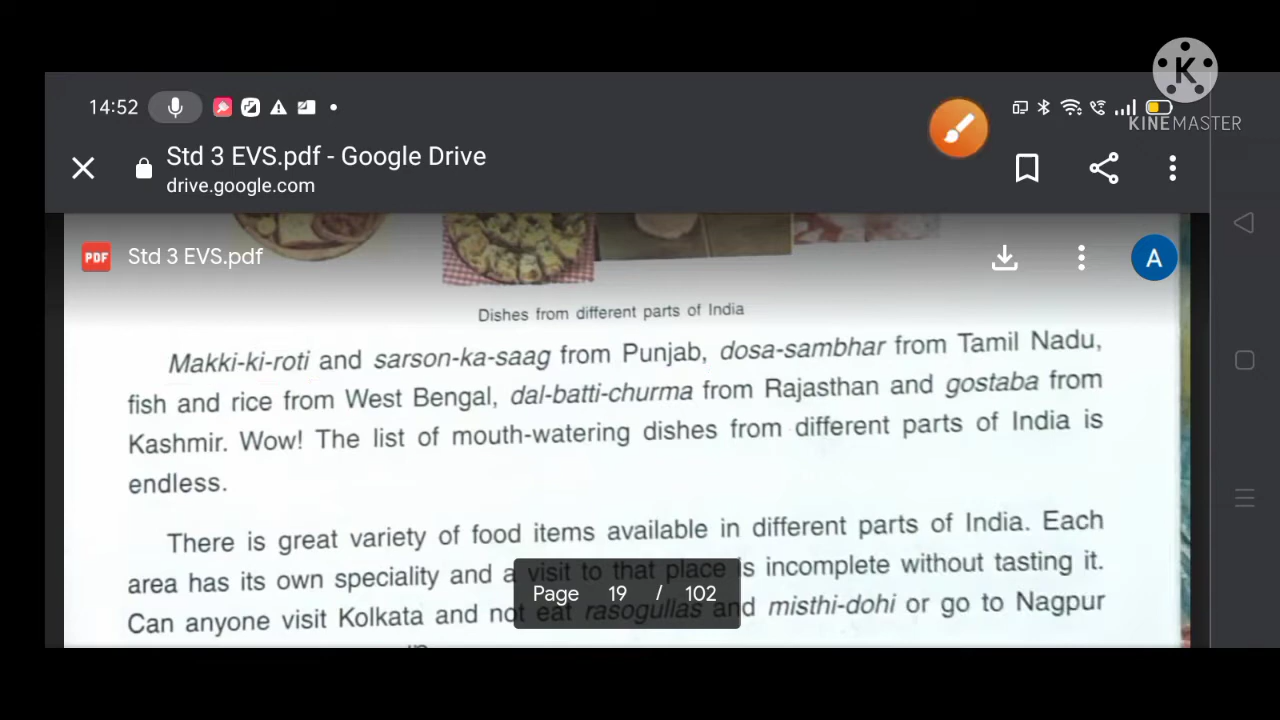 14:52
K
KINEMASTER
Std 3 EVS.pdf - Google Drive
drive.google.com
PDF Std 3 EVS.pdf
A
Dishes from different parts of India
Makki-ki-roti and sarson-ka-saag from Punjab, dosa-sambhar from Tamil Nadu,
fish and rice from West Bengal, dal-batti-churma from Rajasthan and gostaba from
Kashmir. Wow! The list of mouth-watering dishes from different parts of India is
endless.
There is great variety of food items available in different parts of India. Each
area has its own speciality and a visit to that place is incomplete without tasting it.
Can anyone visit Kolkata and not eat rasogullas and misthi-dohi or go to Nagpur
Page 19 / 102